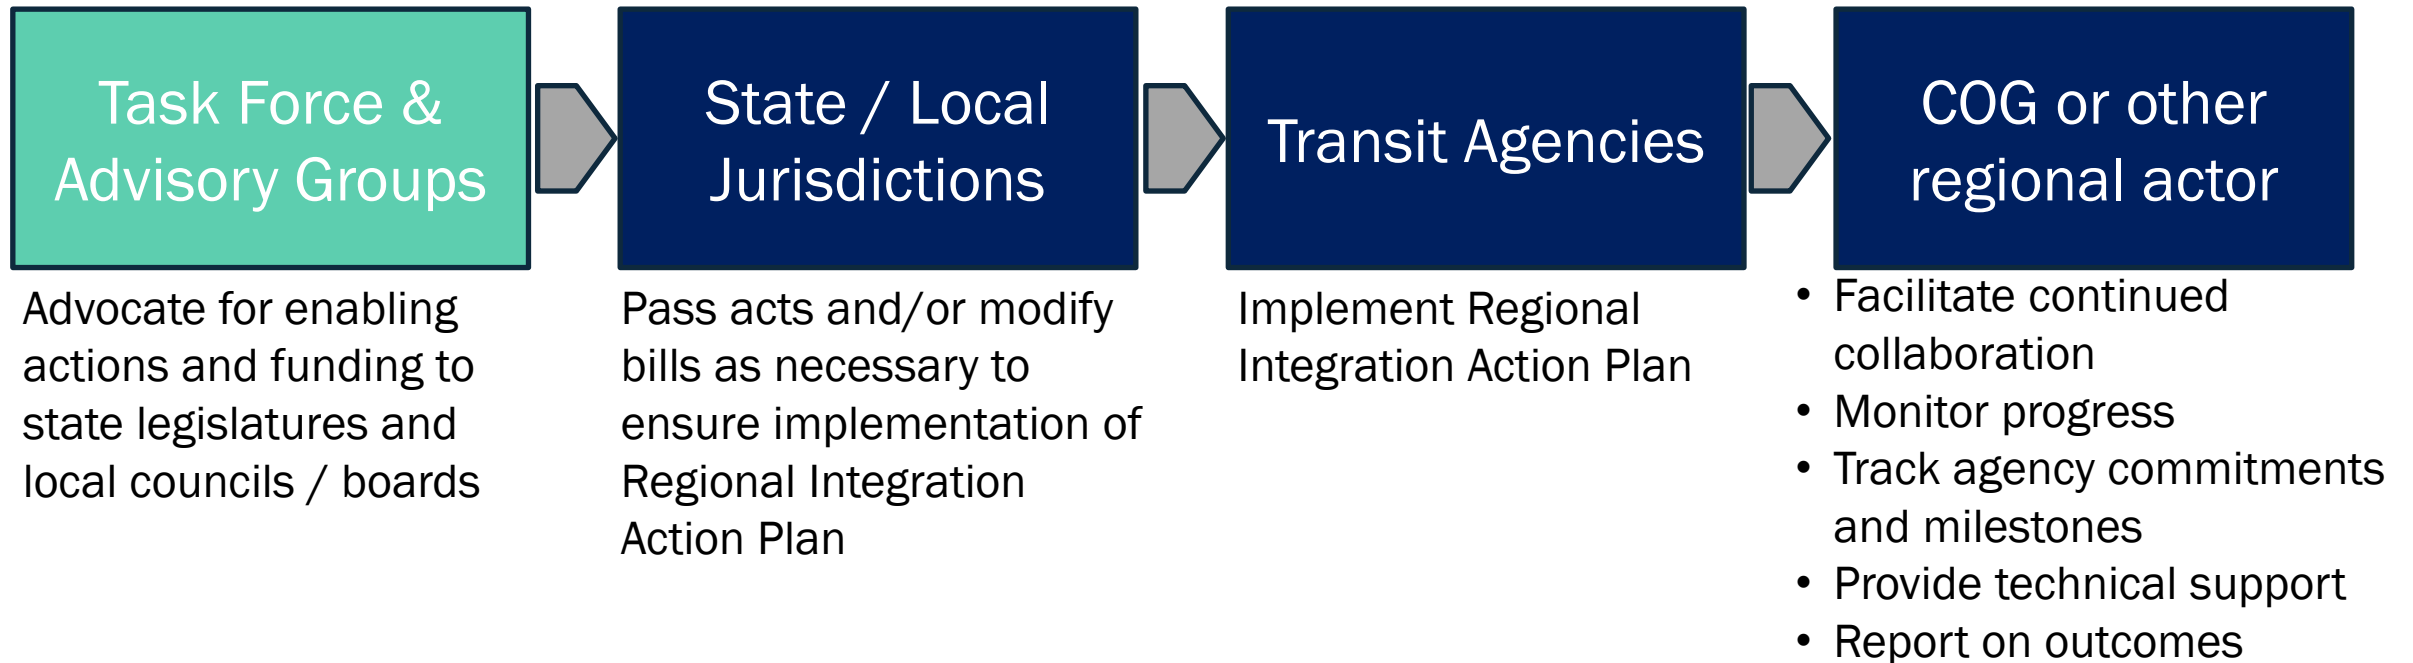 Task Force &
Advisory Groups
Advocate for enabling
actions and funding to
state legislatures and
local councils / boards
State / Local
Jurisdictions
Pass acts and/or modify
bills as necessary to
ensure implementation of
Regional Integration
Action Plan
Transit Agencies
Implement Regional
Integration Action Plan
COG or other
regional actor
• Facilitate continued
collaboration
• Monitor progress
• Track agency commitments
and milestones
• Provide technical support
• Report on outcomes